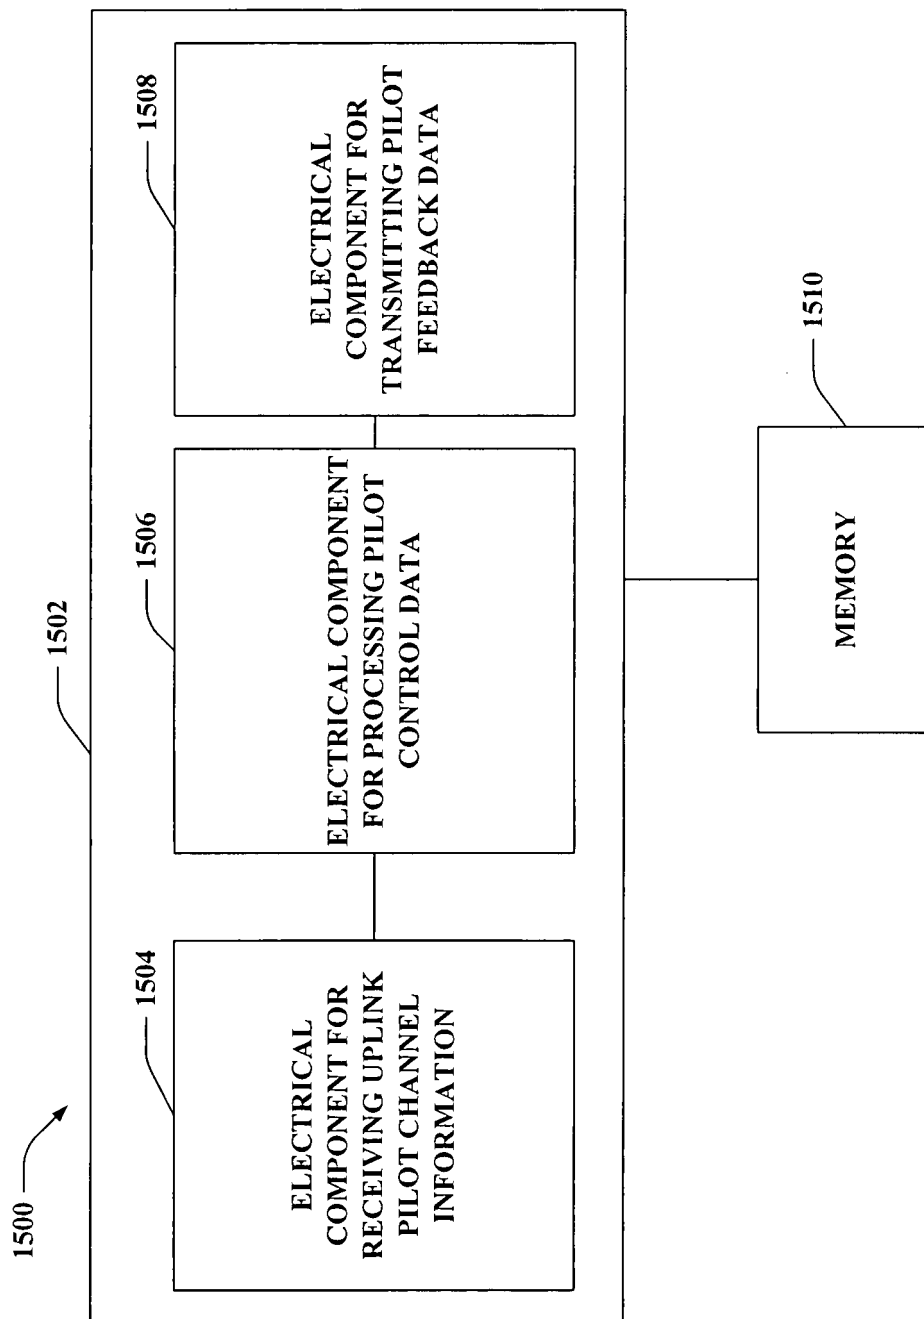 1500
1502
1504
ELECTRICAL
COMPONENT FOR
RECEIVING UPLINK
PILOT CHANNEL
INFORMATION
1506
ELECTRICAL COMPONENT
FOR PROCESSING PILOT
CONTROL DATA
1508
ELECTRICAL
COMPONENT FOR
TRANSMITTING PILOT
FEEDBACK DATA
1510
MEMORY